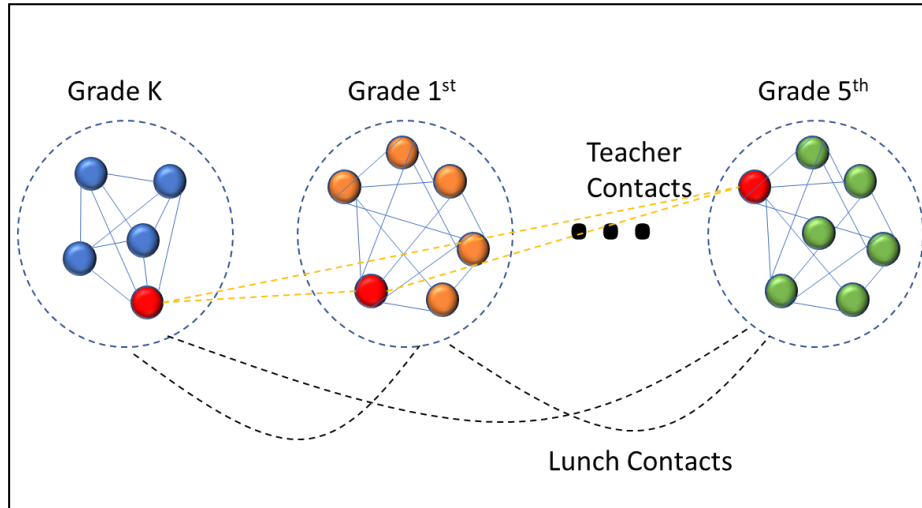 Grade K
Grade 1st
Grade 5th
Teacher
Contacts
Lunch Contacts